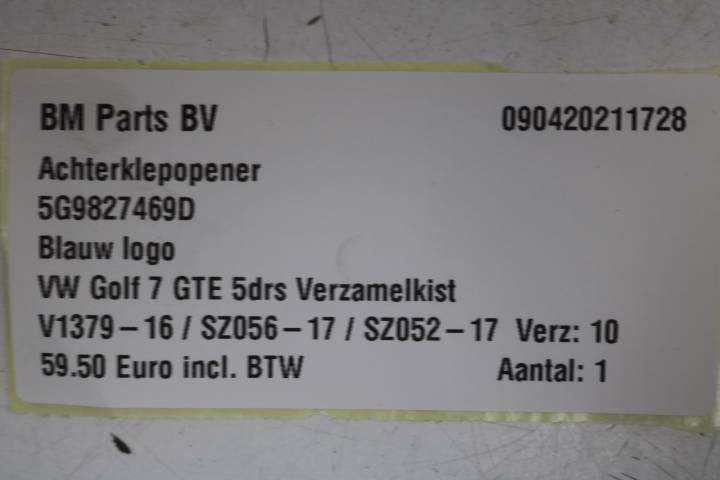 BM Parts BV 090420211728
Achterklepopener
5G9827469D
Blauw logo
VW Golf 7 GTE 5drs Verzamelkist
V1379-16 / SZ056-17 / SZ052-17 Verz: 10
59.50 Euro incl. BTW Aantal: 1